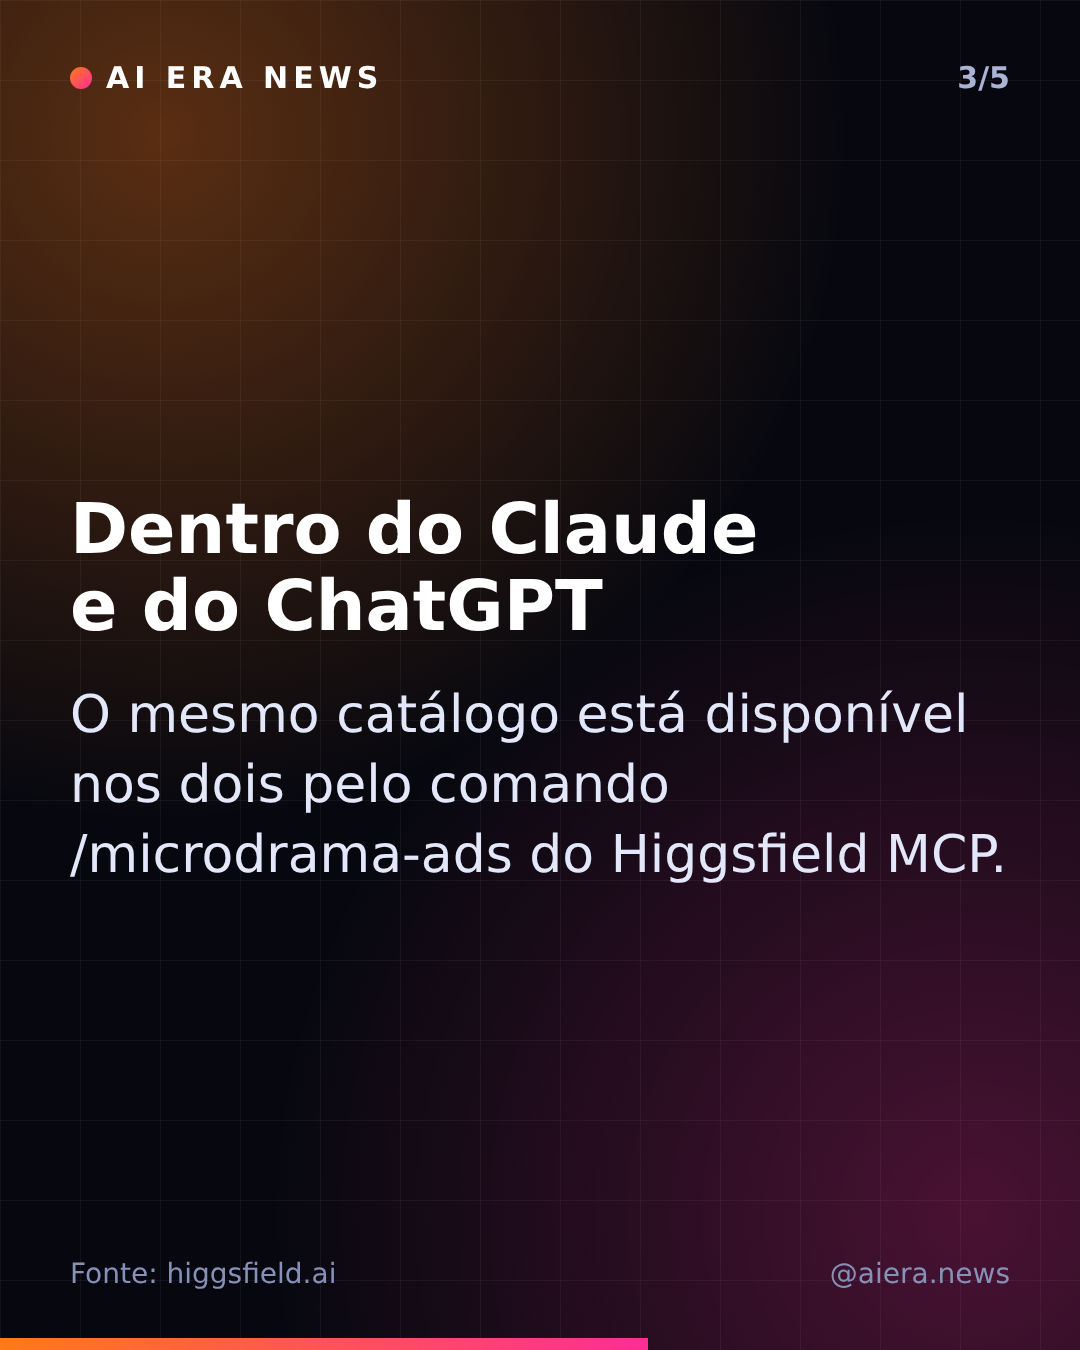 AI ERA NEWS
3/5
Dentro do Claude
e do ChatGPT
O mesmo catálogo está disponível
nos dois pelo comando
/microdrama-ads do Higgsfield MCP.
Fonte: higgsfield.ai
@aiera.news